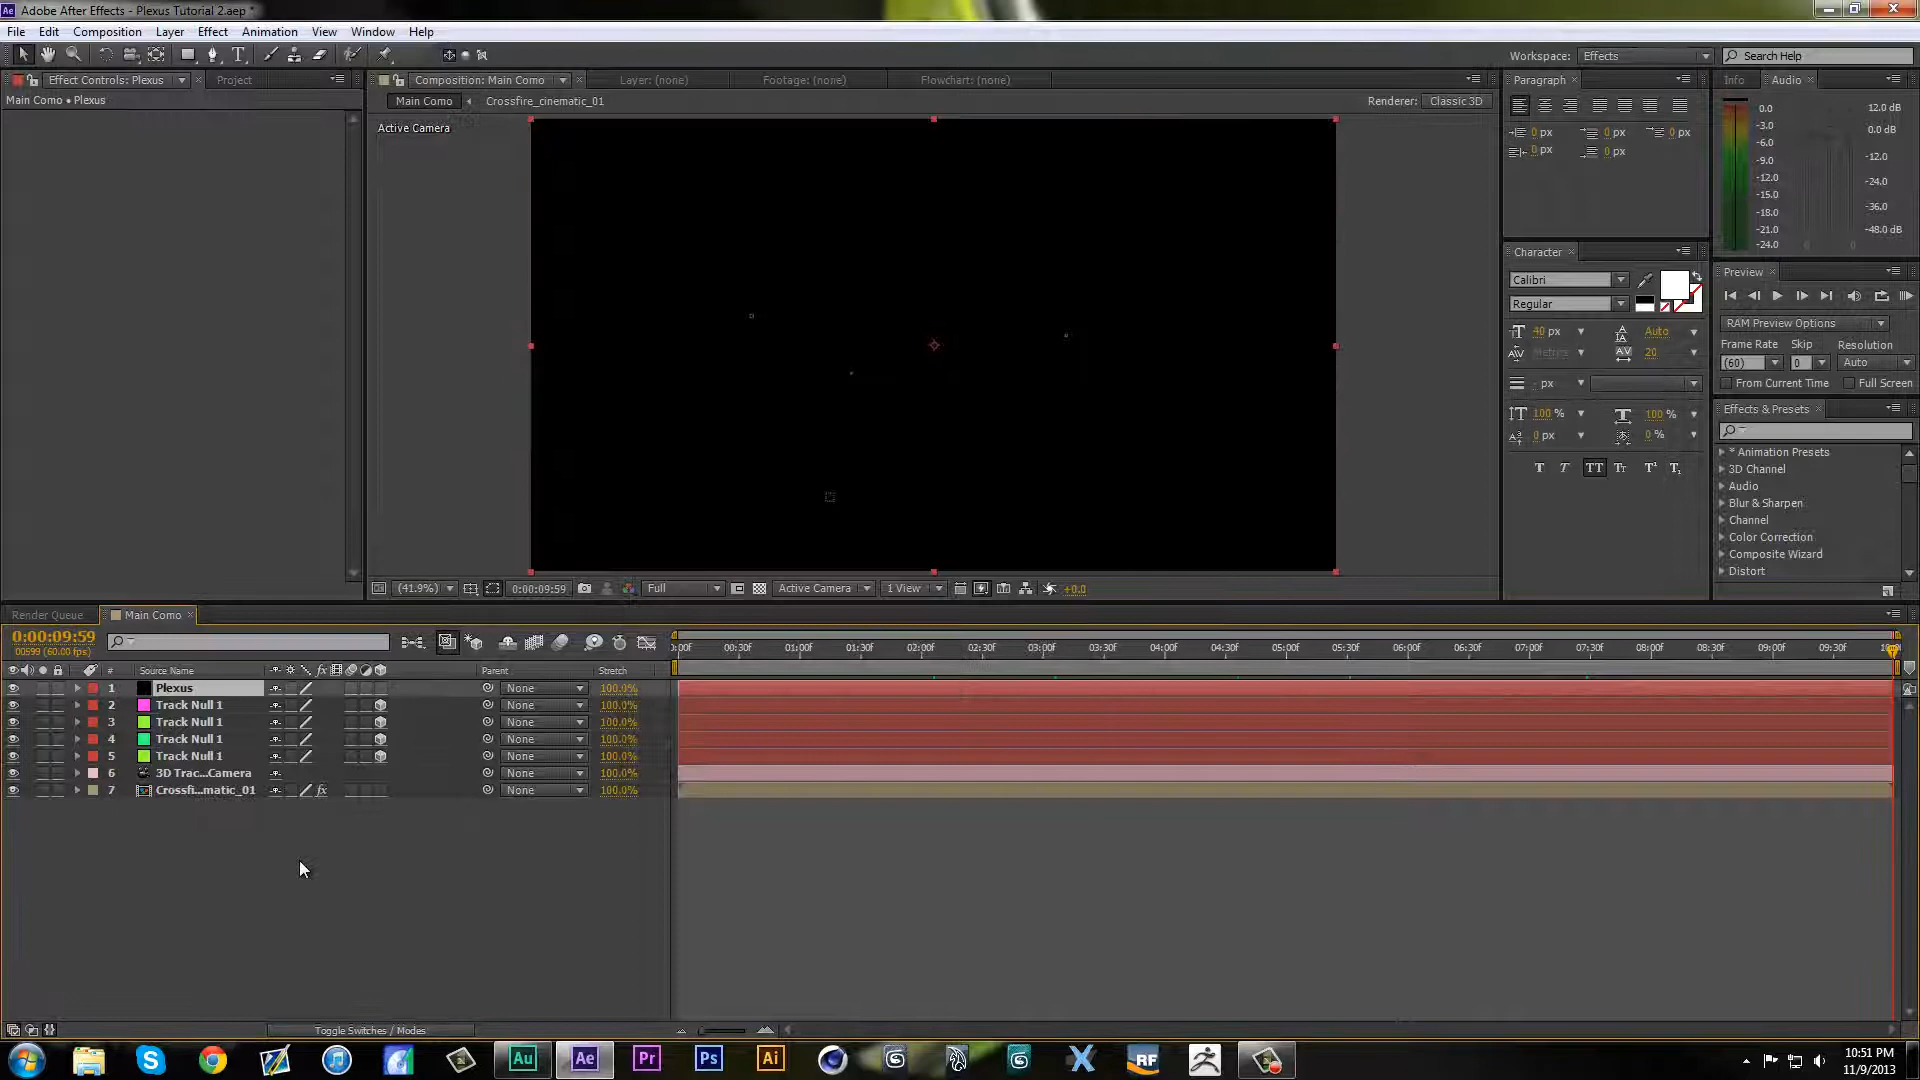 Adobe After Effects - Plexus Tutorial 2.aep *
File Edit Composition Layer Effect Animation View Window Help
Workspace: Effects Search Help
Effect Controls: Plexus Project
Composition: Main Como Layer: (none) Footage: (none) Flowchart: (none)
Paragraph Info Audio
Main Como • Plexus
Main Como Crossfire_cinematic_01
Renderer: Classic 3D
Active Camera
0 px 0 px 0 px
0 px 0 px
0.0 12.0 dB
-3.0 0.0 dB
-6.0
-9.0 -12.0
-12.0 -24.0
-15.0
-18.0 -36.0
-21.0 -48.0 dB
-24.0
Character
Calibri
Regular
40 px Auto
Metrics 20
- px
100 % 100 %
0 px 0 %
T T TT Tт T¹ T₁
Preview
RAM Preview Options
Frame Rate Skip Resolution
(60) 0 Auto
From Current Time Full Screen
Effects & Presets
* Animation Presets
3D Channel
Audio
Blur & Sharpen
Channel
Color Correction
Composite Wizard
Distort
(41.9%) 0:00:09:59 Full Active Camera 1 View +0.0
Render Queue Main Como
0:00:09:59
00599 (60.00 fps)
:00f 00:30f 01:00f 01:30f 02:00f 02:30f 03:00f 03:30f 04:00f 04:30f 05:00f 05:30f 06:00f 06:30f 07:00f 07:30f 08:00f 08:30f 09:00f 09:30f
# Source Name fx Parent Stretch
1 Plexus None 100.0%
2 Track Null 1 None 100.0%
3 Track Null 1 None 100.0%
4 Track Null 1 None 100.0%
5 Track Null 1 None 100.0%
6 3D Trac...Camera None 100.0%
7 Crossfi...matic_01 fx None 100.0%
Toggle Switches / Modes
Au Ae Pr Ps Ai RF
10:51 PM
11/9/2013